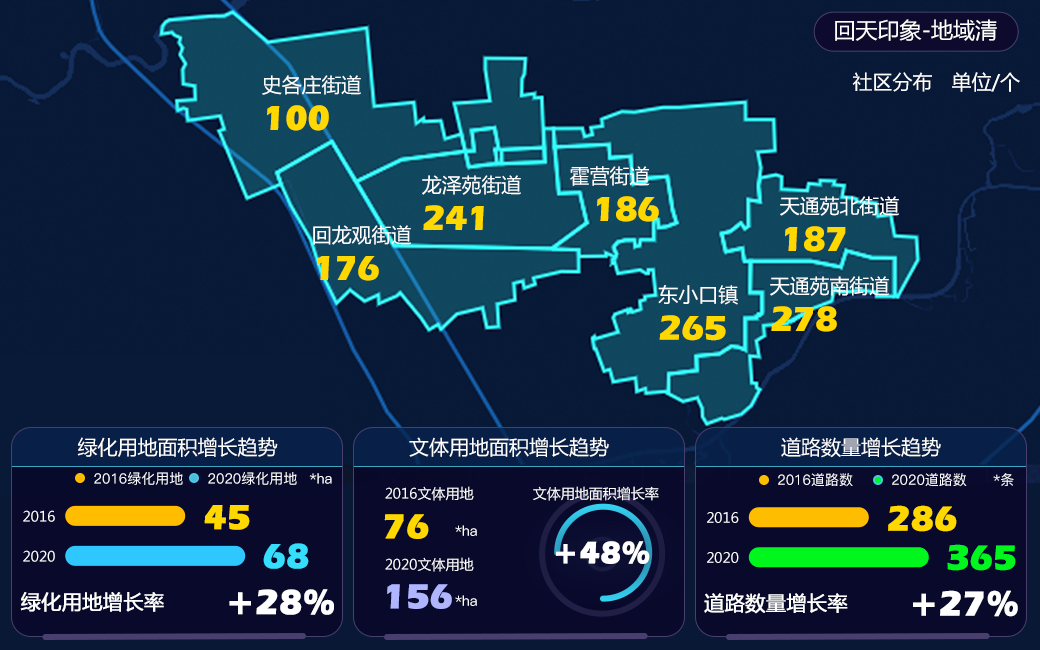 回天印象-地域清
社区分布 单位/个
史各庄街道
100
龙泽苑街道
241
霍营街道
186
天通苑北街道
187
回龙观街道
176
天通苑南街道
278
东小口镇
265
绿化用地面积增长趋势
2016绿化用地 2020绿化用地 *ha
2016 45
2020 68
绿化用地增长率 +28%
文体用地面积增长趋势
2016文体用地
76 *ha
2020文体用地
156 *ha
文体用地面积增长率
+48%
道路数量增长趋势
2016道路数 2020道路数 *条
2016 286
2020 365
道路数量增长率 +27%